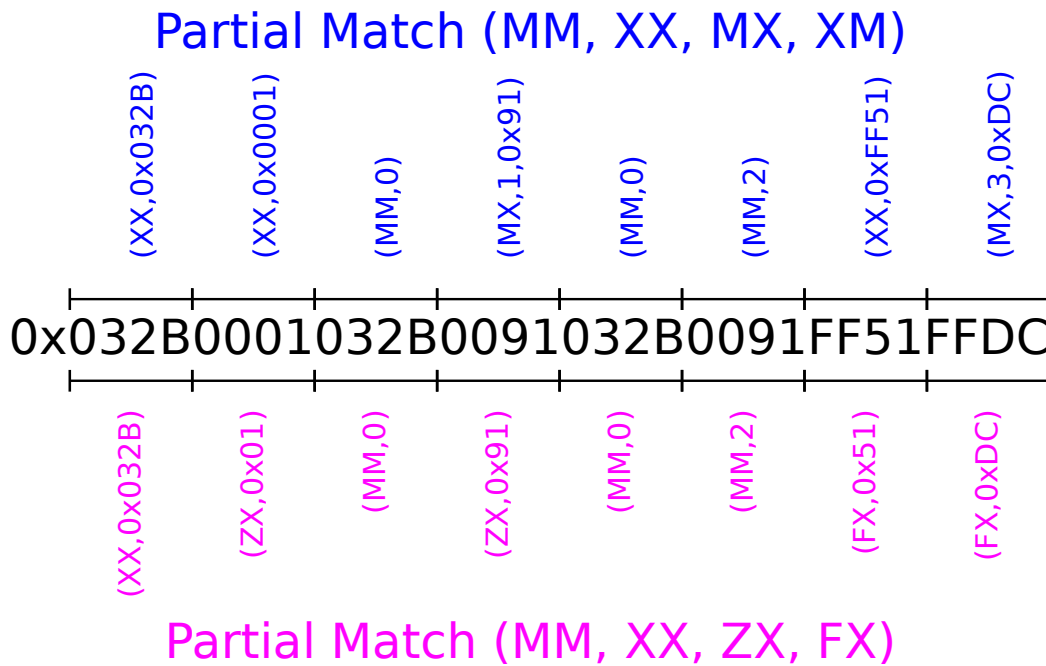 Partial Match (MM, XX, MX, XM)
(XX,0x032B)
(XX,0x0001)
(MM,0)
(MX,1,0x91)
(MM,0)
(MM,2)
(XX,0xFF51)
(MX,3,0xDC)
0x032B0001032B0091032B0091FF51FFDC
(XX,0x032B)
(ZX,0x01)
(MM,0)
(ZX,0x91)
(MM,0)
(MM,2)
(FX,0x51)
(FX,0xDC)
Partial Match (MM, XX, ZX, FX)